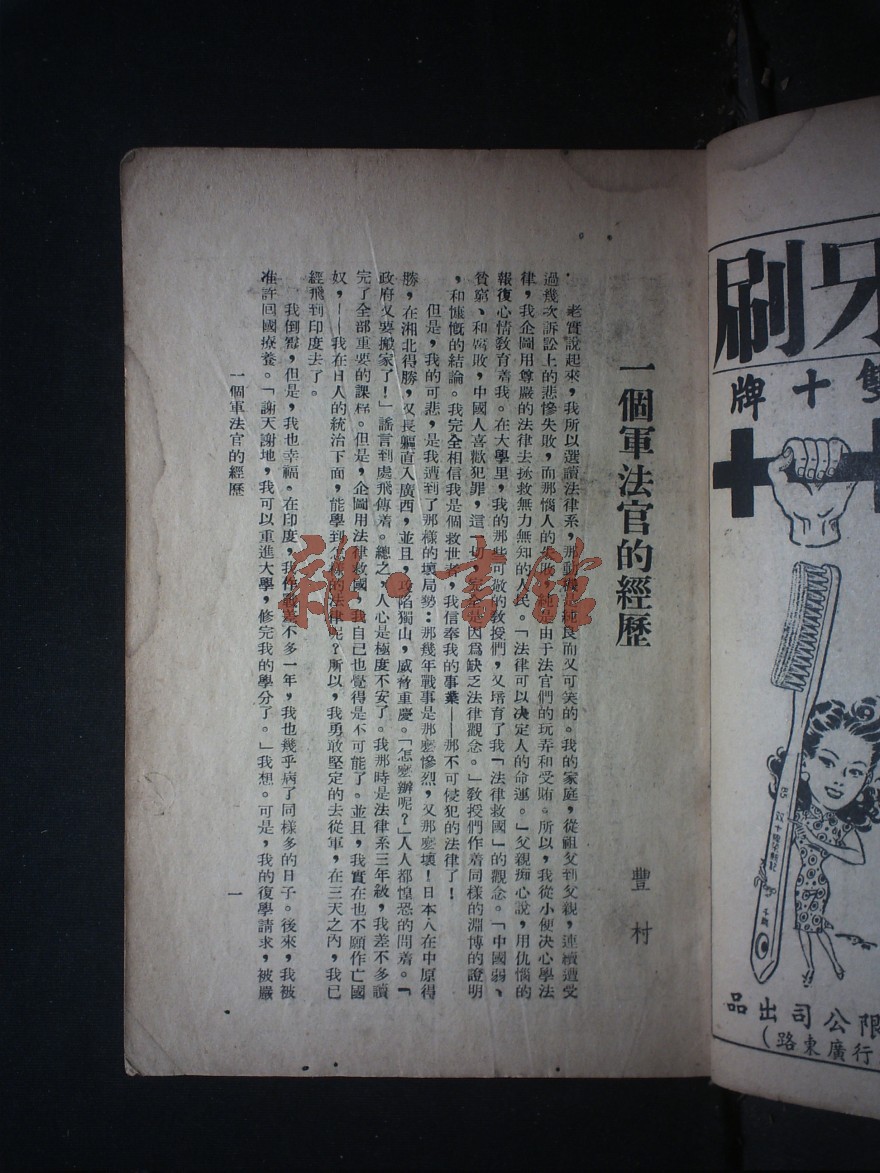 一個軍法官的經歷
豐村
老實說起來，我所以選讀法律系，那動機是純良而又可笑的。我的家庭，從祖父到父親，連續遭受
過幾次訴訟上的悲慘失敗，而那惱人的失敗，純是由于法官們的玩弄和受賄。所以，我從小便决心學法
律，我企圖用尊嚴的法律去拯救無力無知的人民。「法律可以决定人的命運。」父親痴心說，用仇惱的
報復心情教育着我。在大學里，我的那些可敬的教授們，又培育了我「法律救國」的觀念。「中國弱、
貧窮、和腐敗，中國人喜歡犯罪，這一切，完全是因爲缺乏法律觀念。」教授們作着同樣的淵博的證明
，和慷慨的結論。我完全相信我是個救世者，我信奉我的事業——那不可侵犯的法律了！
但是，我的可悲，是我遭到了那樣的壞局勢：那幾年戰事是那麽慘烈，又那麽壞！日本人在中原得
勝，在湘北得勝，又長軀直入廣西，並且，攻陷獨山，威脅重慶。「怎麽辦呢？」人人都惶恐的問着。「
政府又要搬家了！」謠言到處飛傳着。總之，人心是極度不安了。我那時是法律系三年級，我差不多讀
完了全部重要的課程。但是，企圖用法律救國，我自己也覺得是不可能了。並且，我實在也不願作亡國
奴，——我在日人的統治下面，能學到怎樣的法律呢？所以，我勇敢堅定的去從軍，在三天之內，我已
經飛到印度去了。
我倒霉，但是，我也幸福。在印度，我作戰差不多一年，我也幾乎病了同樣多的日子。後來，我被
准許回國療養。「謝天謝地，我可以重進大學，修完我的學分了。」我想。可是，我的復學請求，被嚴
一個軍法官的經歷
一
雜·書館
刷牙
牌十雙
品出司公限
（路東廣行